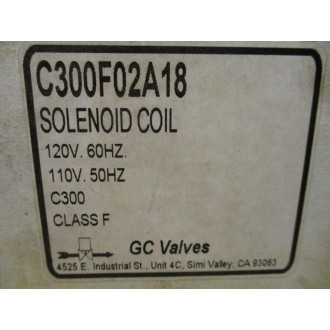 C300F02A18
SOLENOID COIL
120V. 60HZ.
110V. 50HZ
C300
CLASS F
GC Valves
4525 E. Industrial St., Unit 4C, Simi Valley, CA 93063